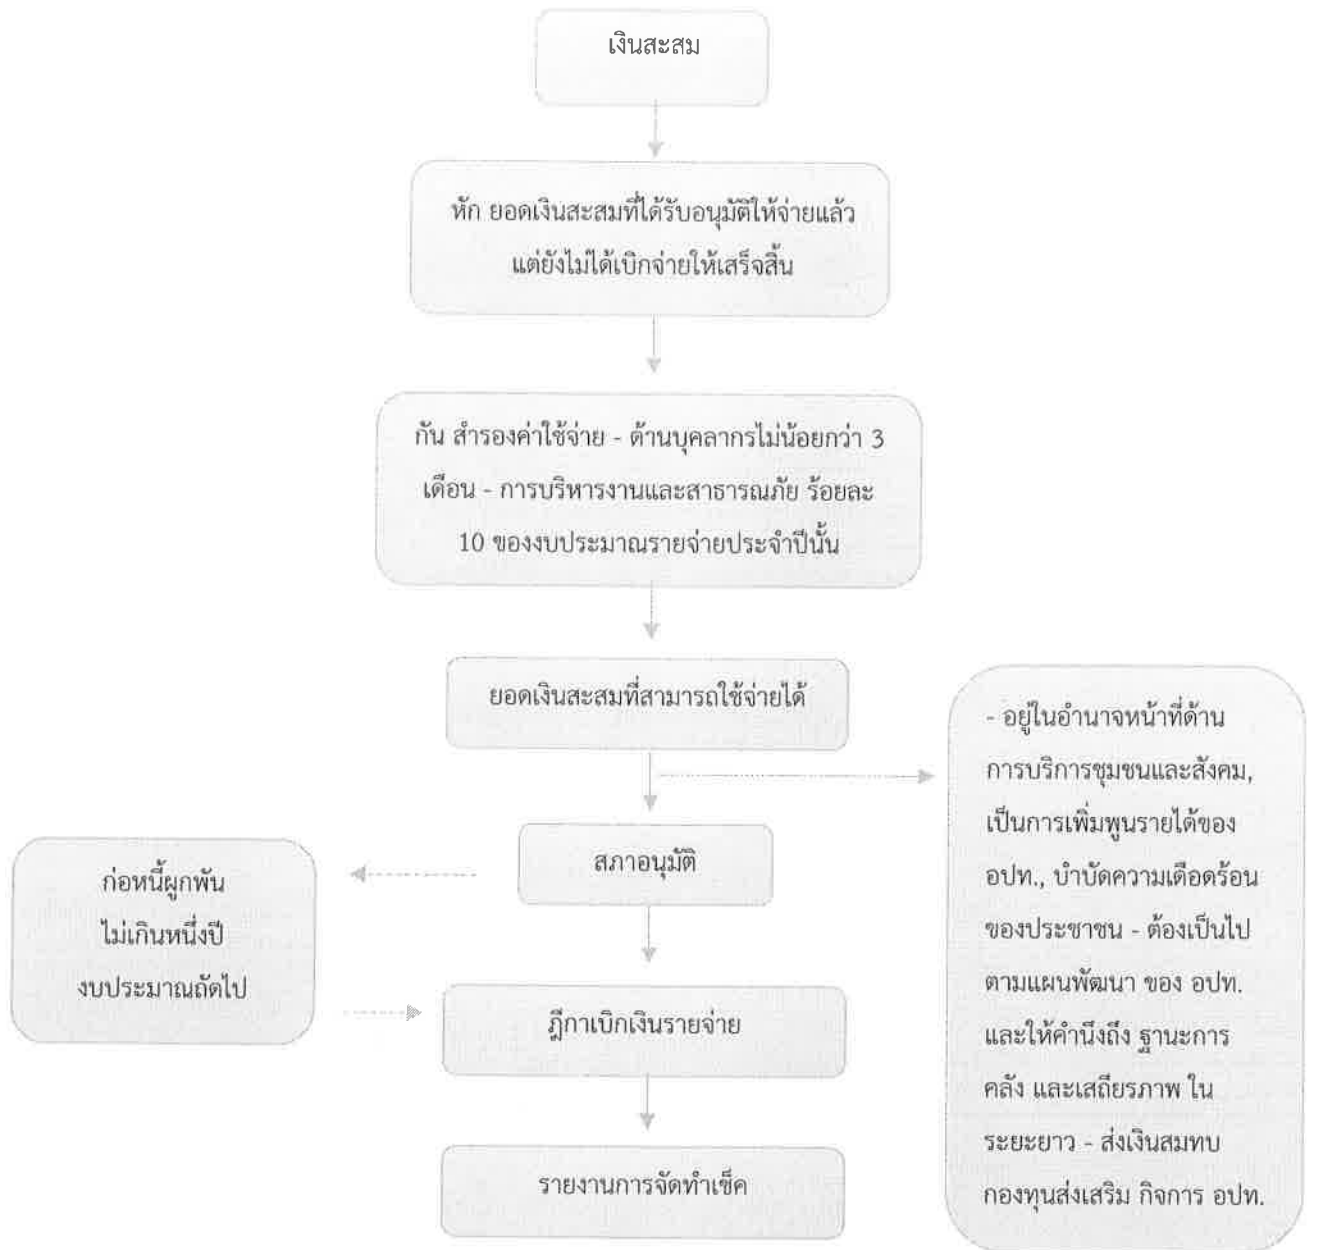 เงินสะสม
หัก ยอดเงินสะสมที่ได้รับอนุมัติให้จ่ายแล้ว
แต่ยังไม่ได้เบิกจ่ายให้เสร็จสิ้น
กัน สำรองค่าใช้จ่าย - ด้านบุคลากรไม่น้อยกว่า 3
เดือน - การบริหารงานและสาธารณภัย ร้อยละ
10 ของงบประมาณรายจ่ายประจำปีนั้น
ยอดเงินสะสมที่สามารถใช้จ่ายได้
- อยู่ในอำนาจหน้าที่ด้าน
การบริการชุมชนและสังคม,
เป็นการเพิ่มพูนรายได้ของ
อปท., บำบัดความเดือดร้อน
ของประชาชน - ต้องเป็นไป
ตามแผนพัฒนา ของ อปท.
และให้คำนึงถึง ฐานะการ
คลัง และเสถียรภาพ ใน
ระยะยาว - ส่งเงินสมทบ
กองทุนส่งเสริม กิจการ อปท.
สภาอนุมัติ
ก่อหนี้ผูกพัน
ไม่เกินหนึ่งปี
งบประมาณถัดไป
ฎีกาเบิกเงินรายจ่าย
รายงานการจัดทำเช็ค